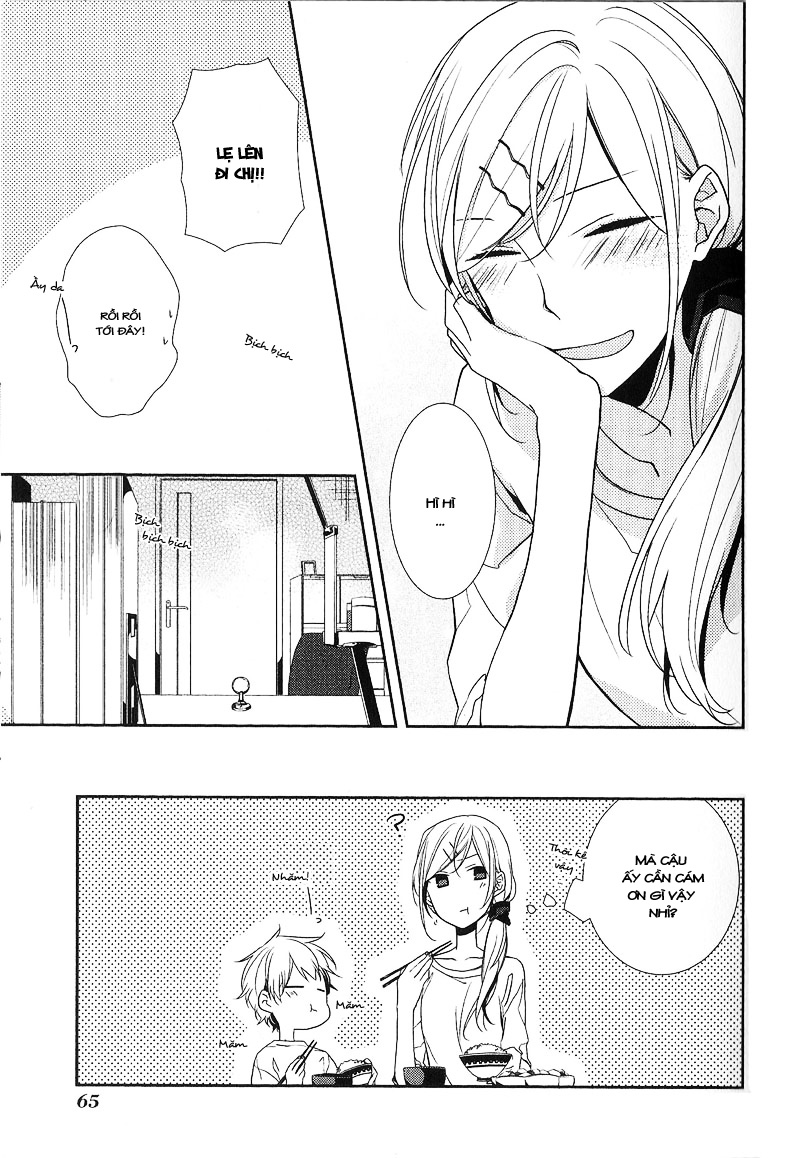 HÌ HÌ
...
LẸ LÊN
ĐI CHỊ!!!
Ầy da
RỒI RỒI
TỚI ĐÂY!
Bịch bịch
Bịch
bịch bịch
MÀ CẬU
ẤY CẦN CÁM
ƠN GÌ VẬY
NHỈ?
Thôi kệ
vậy...
?
Nhăm!
Măm
Măm
65